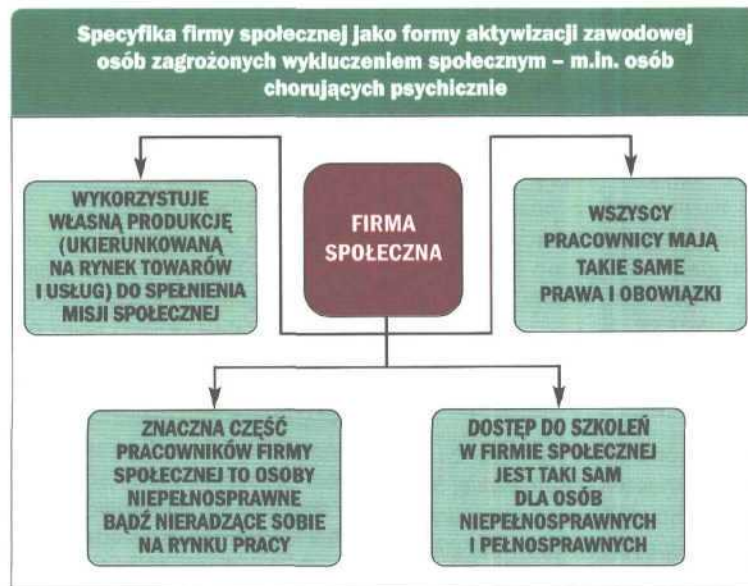 Specyfika firmy społecznej jako formy aktywizacji zawodowej
osób zagrożonych wykluczeniem społecznym – m.in. osób
chorujących psychicznie
WYKORZYSTUJE
WŁASNĄ PRODUKCJĘ
(UKIERUNKOWANĄ
NA RYNEK TOWARÓW
I USŁUG) DO SPEŁNIENIA
MISJI SPOŁECZNEJ
FIRMA
SPOŁECZNA
WSZYSCY
PRACOWNICY MAJĄ
TAKIE SAME
PRAWA I OBOWIĄZKI
ZNACZNA CZĘŚĆ
PRACOWNIKÓW FIRMY
SPOŁECZNEJ TO OSOBY
NIEPEŁNOSPRAWNE
BĄDŹ NIERADZĄCE SOBIE
NA RYNKU PRACY
DOSTĘP DO SZKOLEŃ
W FIRMIE SPOŁECZNEJ
JEST TAKI SAM
DLA OSÓB
NIEPEŁNOSPRAWNYCH
I PEŁNOSPRAWNYCH